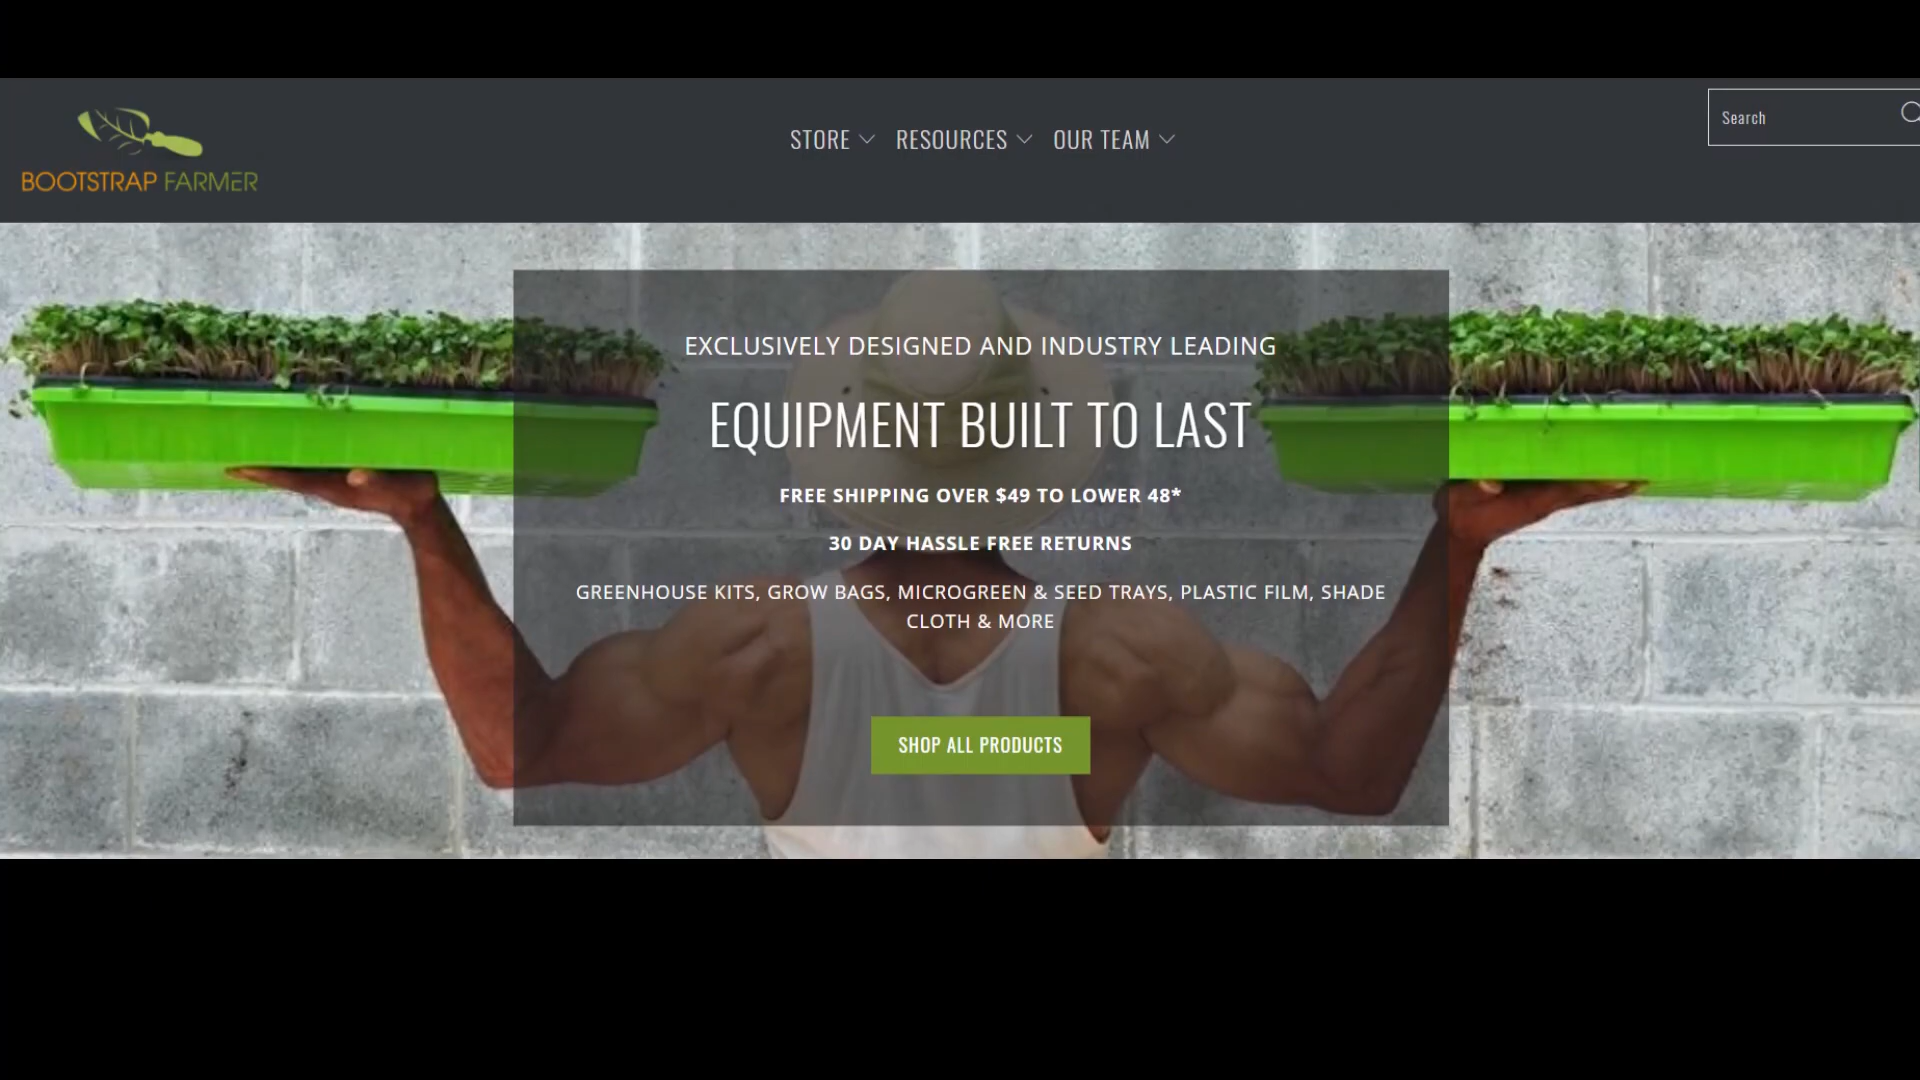 BOOTSTRAP FARMER
STORE
RESOURCES
OUR TEAM
Search
EXCLUSIVELY DESIGNED AND INDUSTRY LEADING
EQUIPMENT BUILT TO LAST
FREE SHIPPING OVER $49 TO LOWER 48*
30 DAY HASSLE FREE RETURNS
GREENHOUSE KITS, GROW BAGS, MICROGREEN & SEED TRAYS, PLASTIC FILM, SHADE
CLOTH & MORE
SHOP ALL PRODUCTS